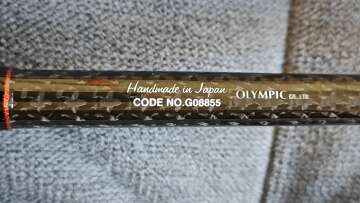 Handmade in Japan
CODE NO.G08855
OLYMPIC CO., LTD.